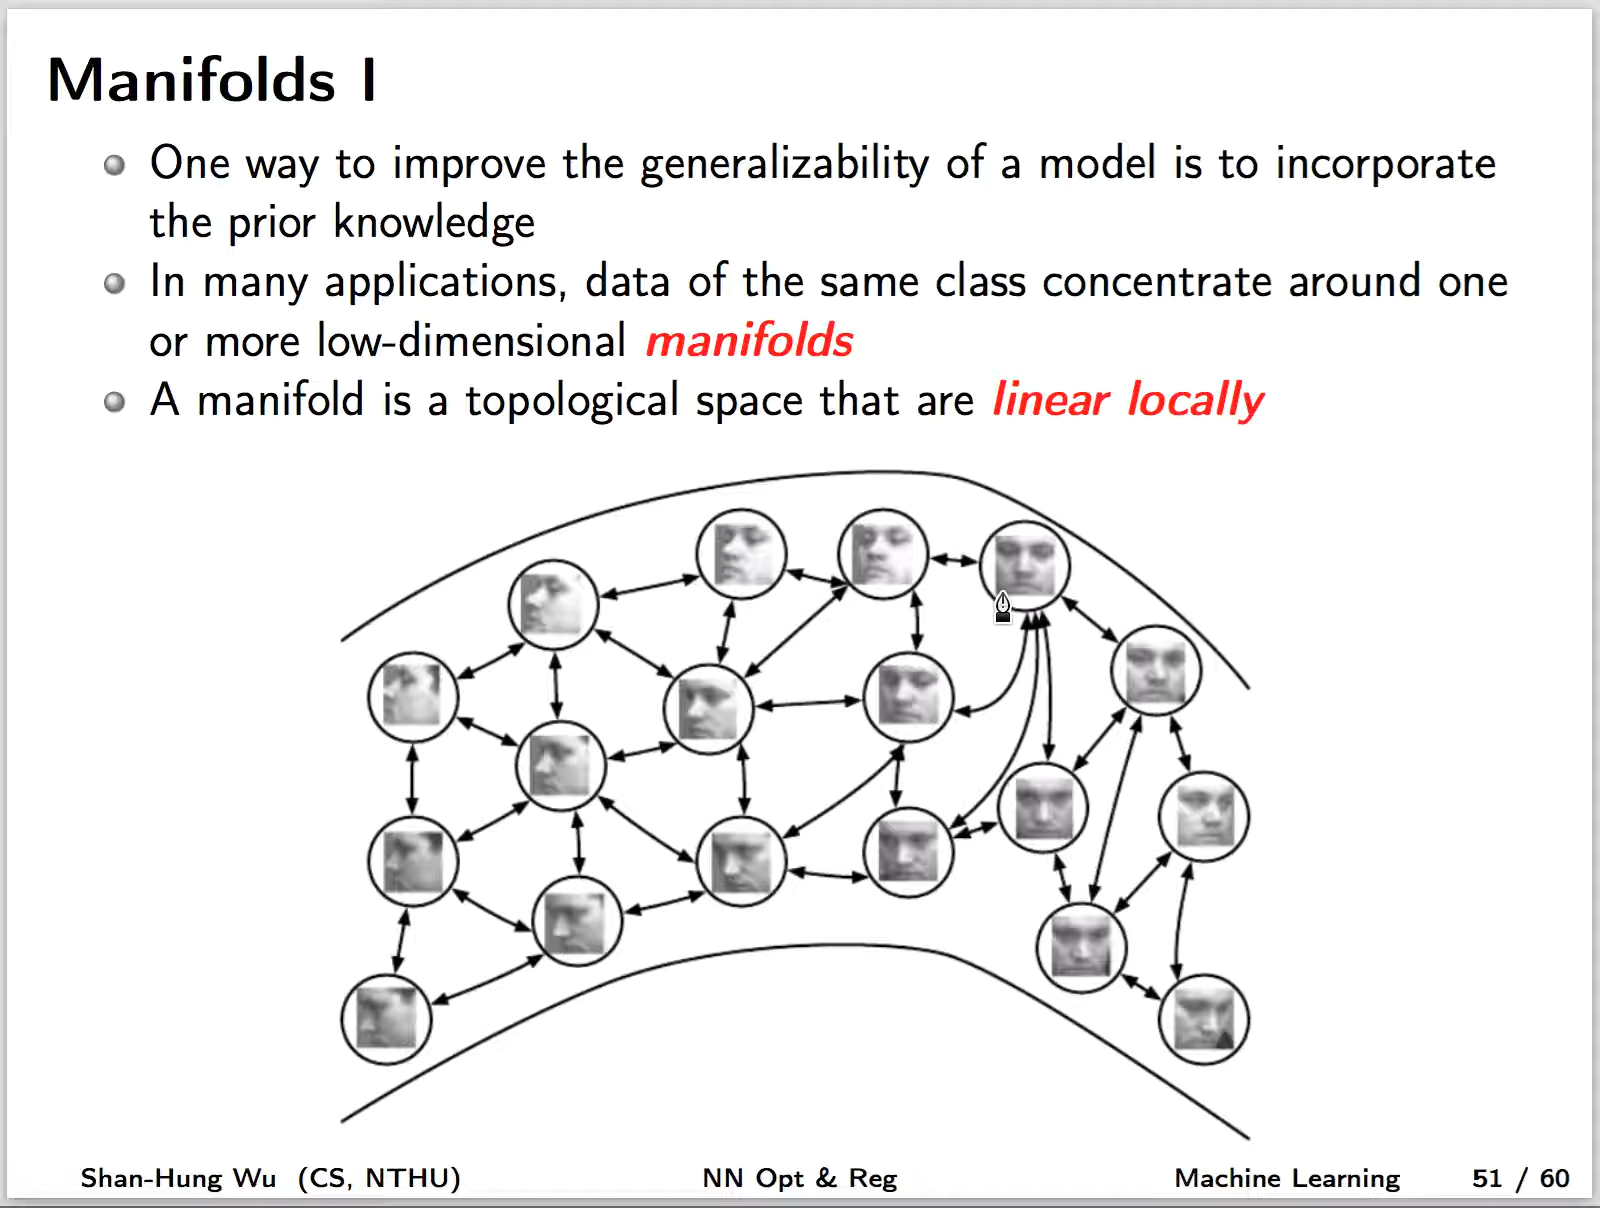 Manifolds I
One way to improve the generalizability of a model is to incorporate
the prior knowledge
In many applications, data of the same class concentrate around one
or more low-dimensional manifolds
A manifold is a topological space that are linear locally
Shan-Hung Wu (CS, NTHU) NN Opt & Reg Machine Learning 51 / 60